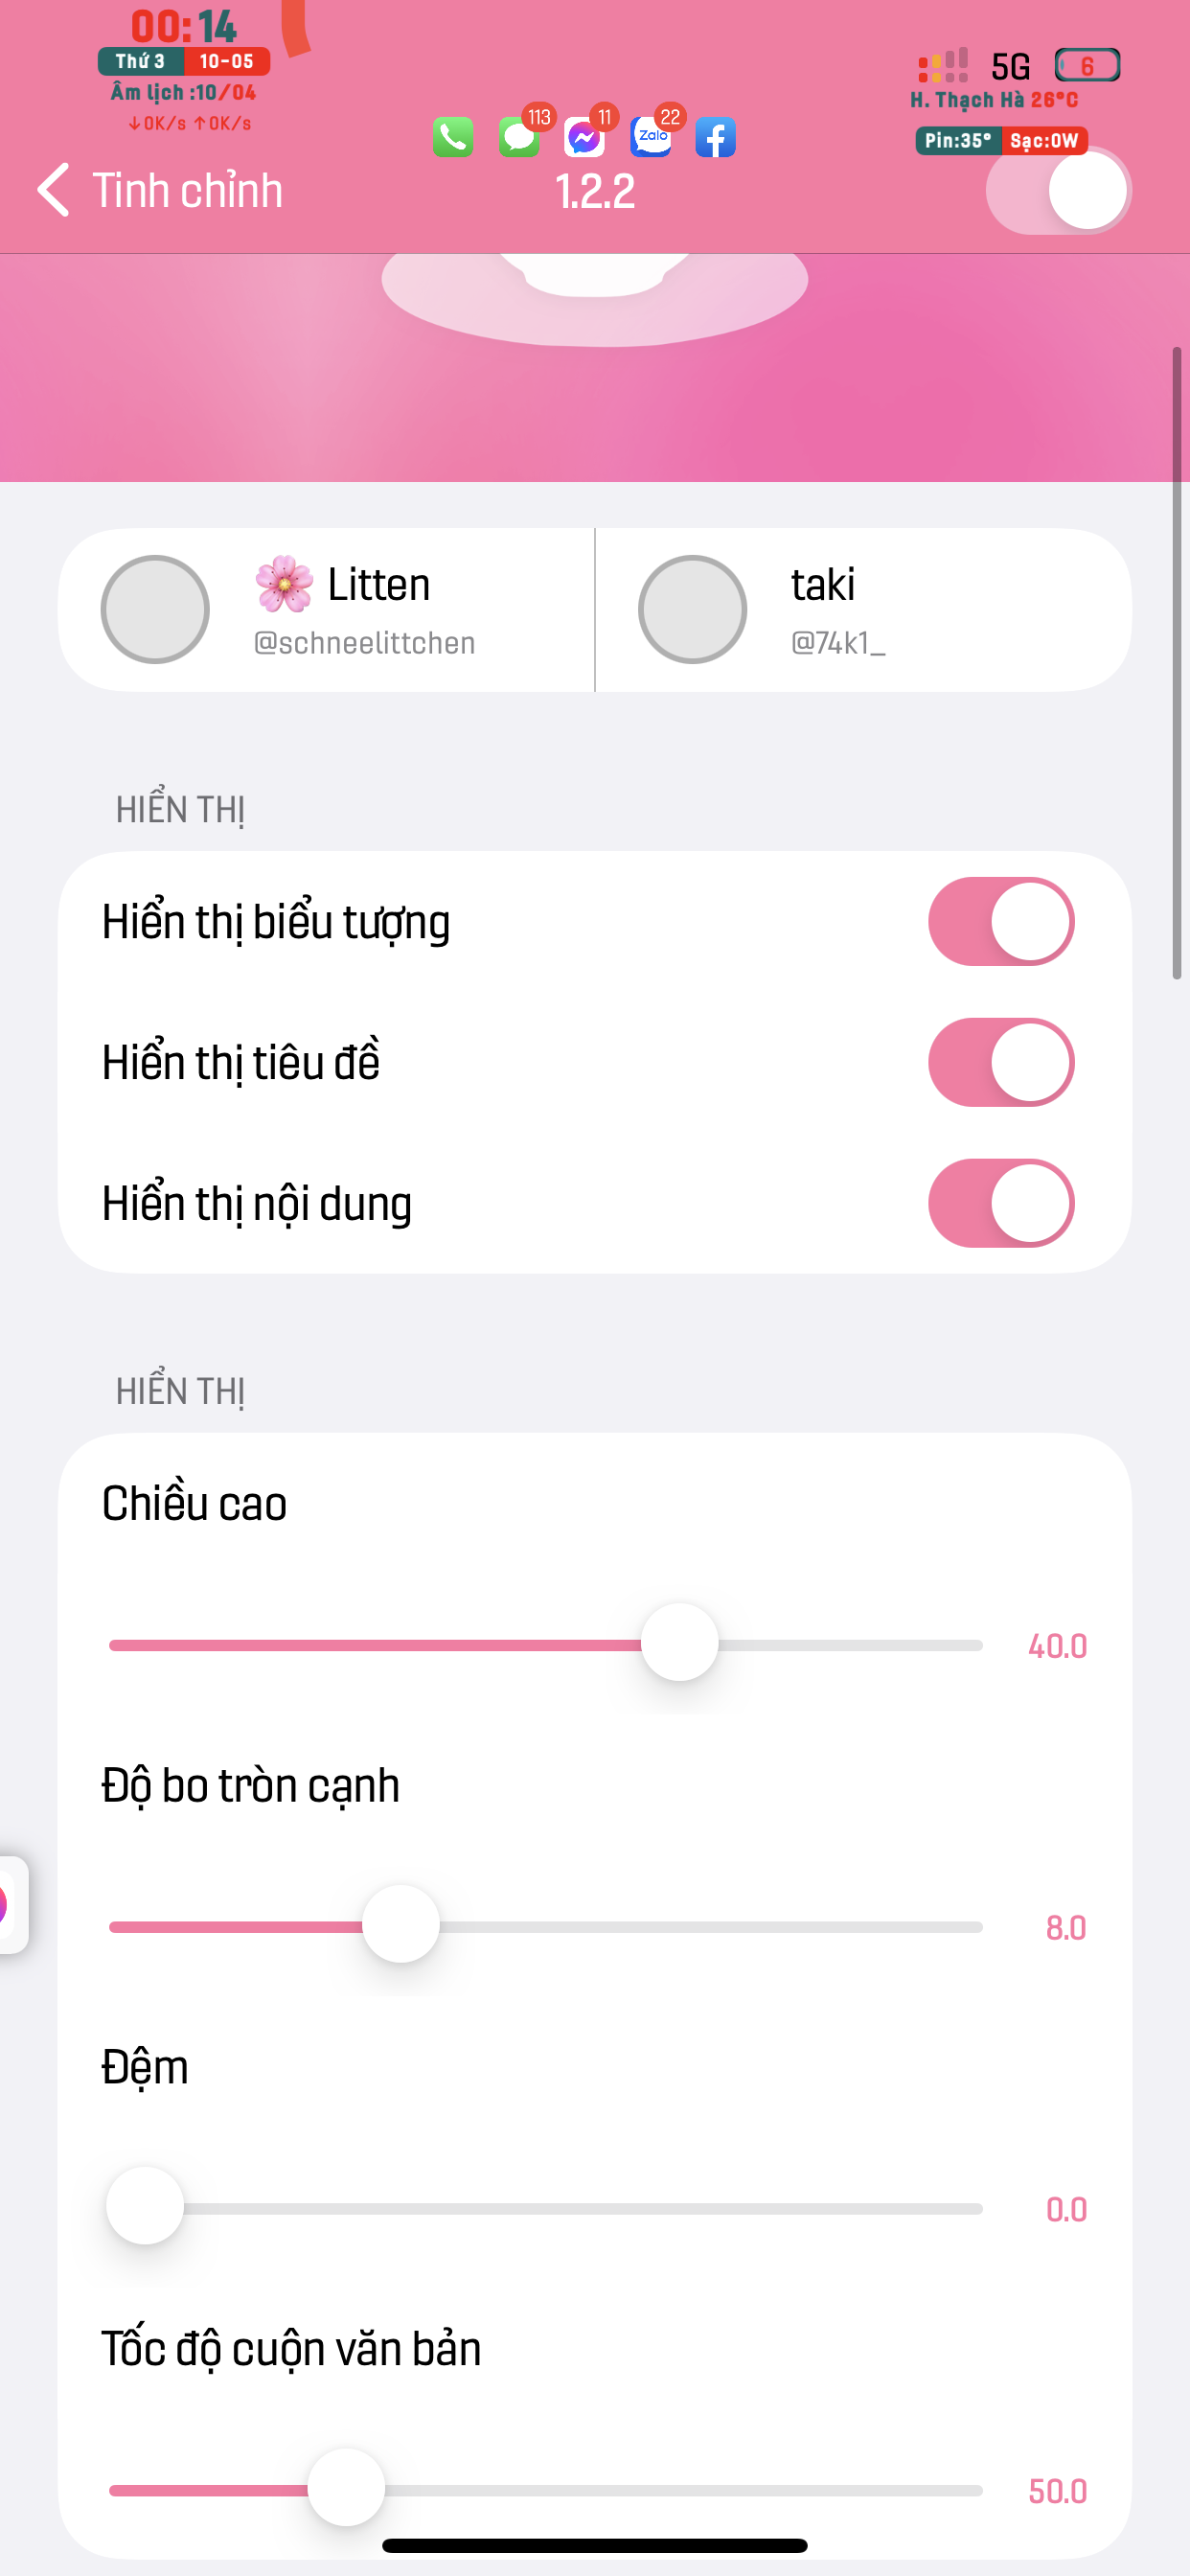 00:14
Thứ 3 10-05
Âm lịch :10/04
↓0K/s ↑0K/s
113
11
Zalo
22
5G
6
H. Thạch Hà 26°C
Pin:35° Sạc:0W
Tinh chỉnh
1.2.2
🌸 Litten
@schneelittchen
taki
@74k1_
HIỂN THỊ
Hiển thị biểu tượng
Hiển thị tiêu đề
Hiển thị nội dung
HIỂN THỊ
Chiều cao
40.0
Độ bo tròn cạnh
8.0
Đệm
0.0
Tốc độ cuộn văn bản
50.0